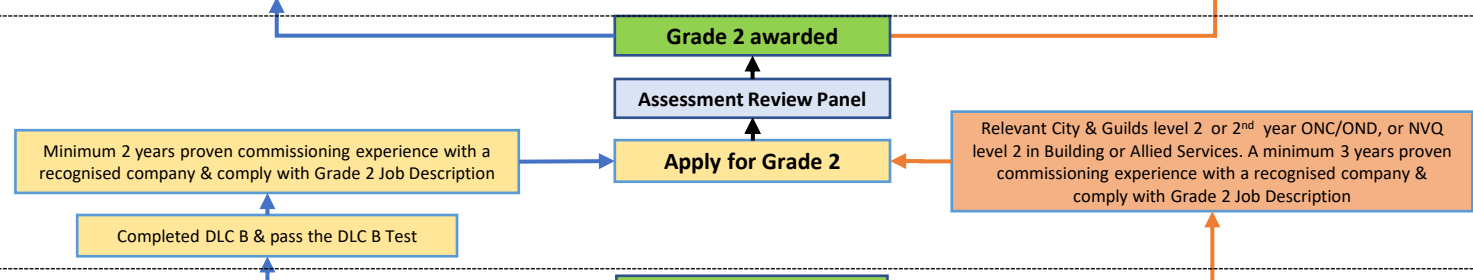 Grade 2 awarded
Assessment Review Panel
Minimum 2 years proven commissioning experience with a
recognised company & comply with Grade 2 Job Description
Apply for Grade 2
Relevant City & Guilds level 2 or 2nd year ONC/OND, or NVQ
level 2 in Building or Allied Services. A minimum 3 years proven
commissioning experience with a recognised company &
comply with Grade 2 Job Description
Completed DLC B & pass the DLC B Test